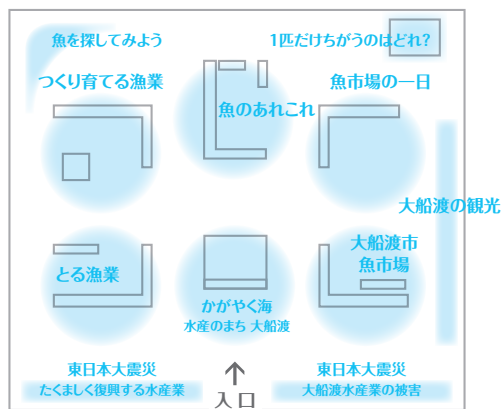 魚を探してみよう
1匹だけちがうのはどれ?
つくり育てる漁業
魚のあれこれ
魚市場の一日
大船渡の観光
とる漁業
かがやく海
水産のまち 大船渡
大船渡市
魚市場
東日本大震災
たくましく復興する水産業
東日本大震災
大船渡水産業の被害
入口